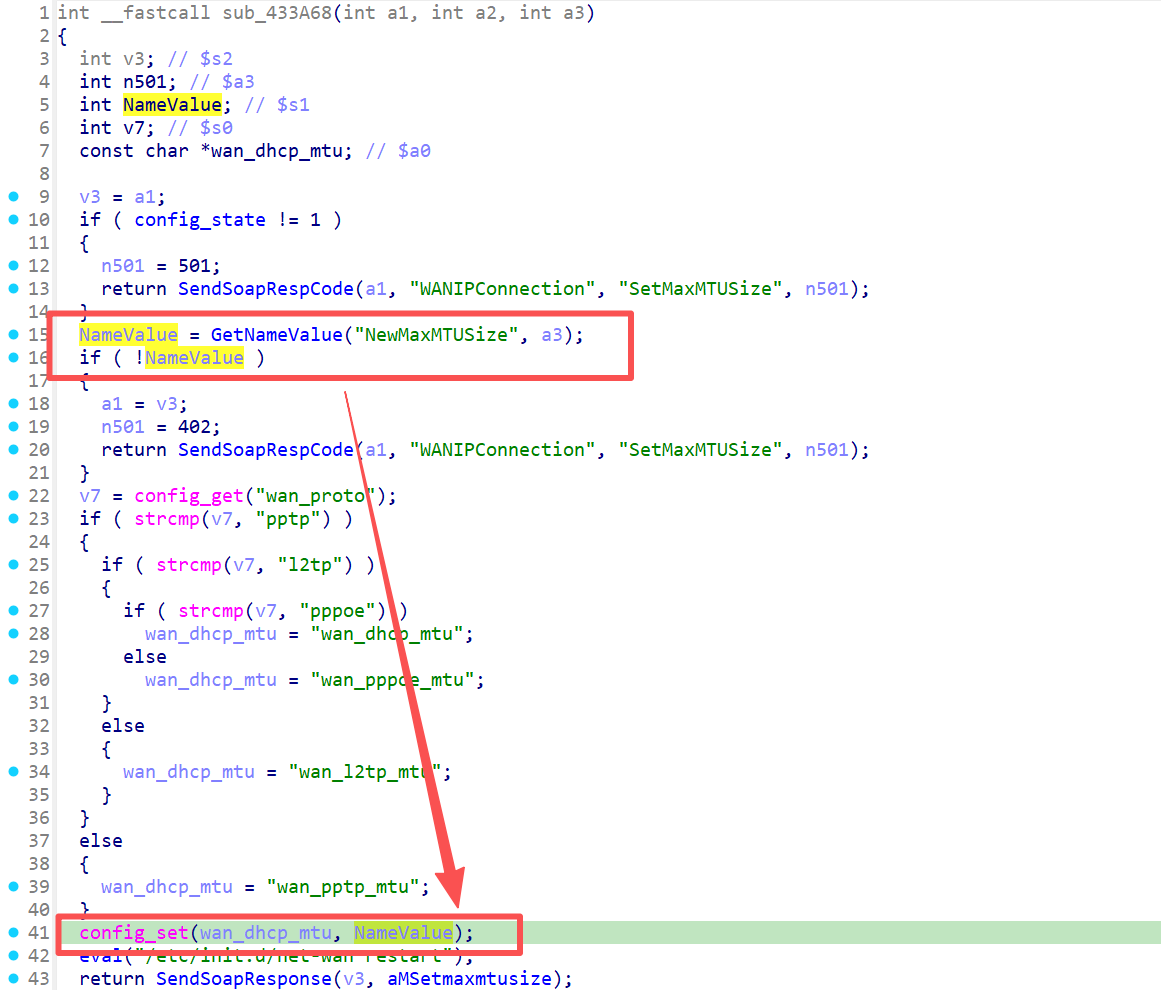 1 int __fastcall sub_433A68(int a1, int a2, int a3)
2 {
3 int v3; // $s2
4 int n501; // $a3
5 int NameValue; // $s1
6 int v7; // $s0
7 const char *wan_dhcp_mtu; // $a0
8
9 v3 = a1;
10 if ( config_state != 1 )
11 {
12 n501 = 501;
13 return SendSoapRespCode(a1, "WANIPConnection", "SetMaxMTUSize", n501);
14 }
15 NameValue = GetNameValue("NewMaxMTUSize", a3);
16 if ( !NameValue )
17 {
18 a1 = v3;
19 n501 = 402;
20 return SendSoapRespCode(a1, "WANIPConnection", "SetMaxMTUSize", n501);
21 }
22 v7 = config_get("wan_proto");
23 if ( strcmp(v7, "pptp") )
24 {
25 if ( strcmp(v7, "l2tp") )
26 {
27 if ( strcmp(v7, "pppoe") )
28 wan_dhcp_mtu = "wan_dhcp_mtu";
29 else
30 wan_dhcp_mtu = "wan_pppoe_mtu";
31 }
32 else
33 {
34 wan_dhcp_mtu = "wan_l2tp_mtu";
35 }
36 }
37 else
38 {
39 wan_dhcp_mtu = "wan_pptp_mtu";
40 }
41 config_set(wan_dhcp_mtu, NameValue);
42 eval("/etc/init.d/net-wan restart");
43 return SendSoapResponse(v3, aMSetmaxmtusize);